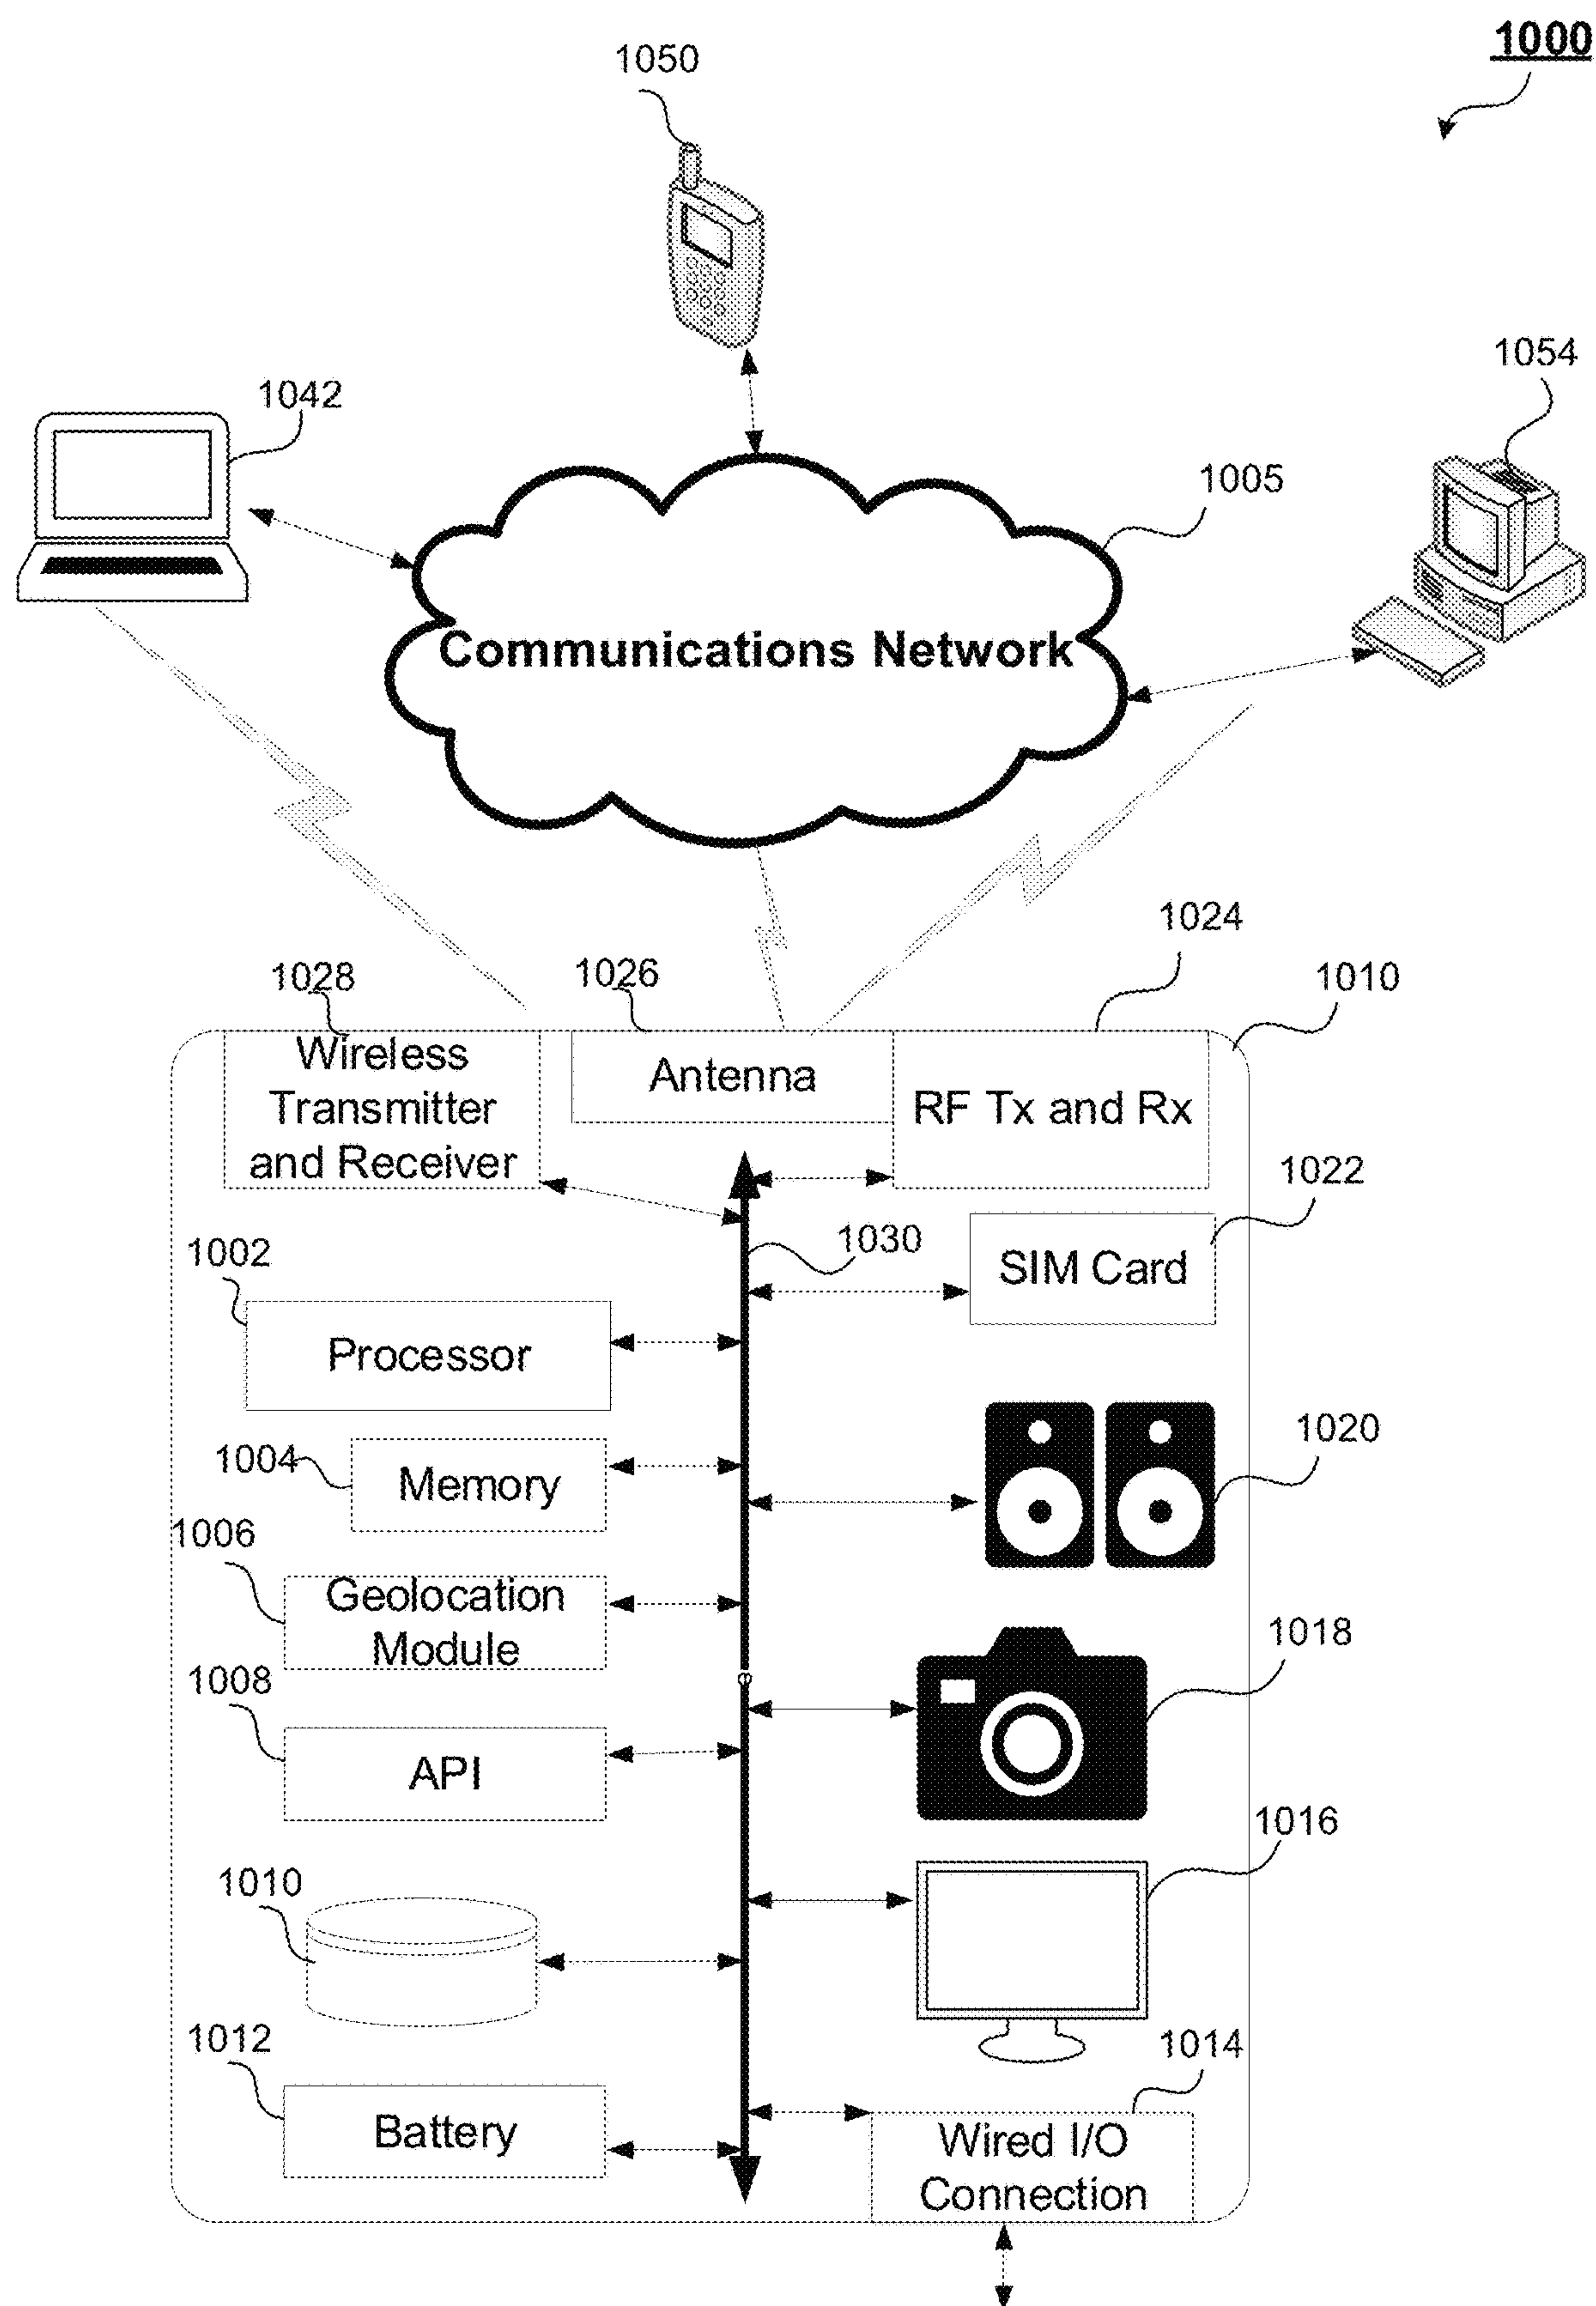 1000
1050
1054
1042
1005
Communications Network
1024
1028
1026
1010
Wireless
Transmitter
and Receiver
Antenna
RF Tx and Rx
1022
1030
1002
SIM Card
Processor
1020
1004
Memory
1006
Geolocation
Module
1018
1008
API
1016
1010
1014
1012
Battery
Wired I/O
Connection